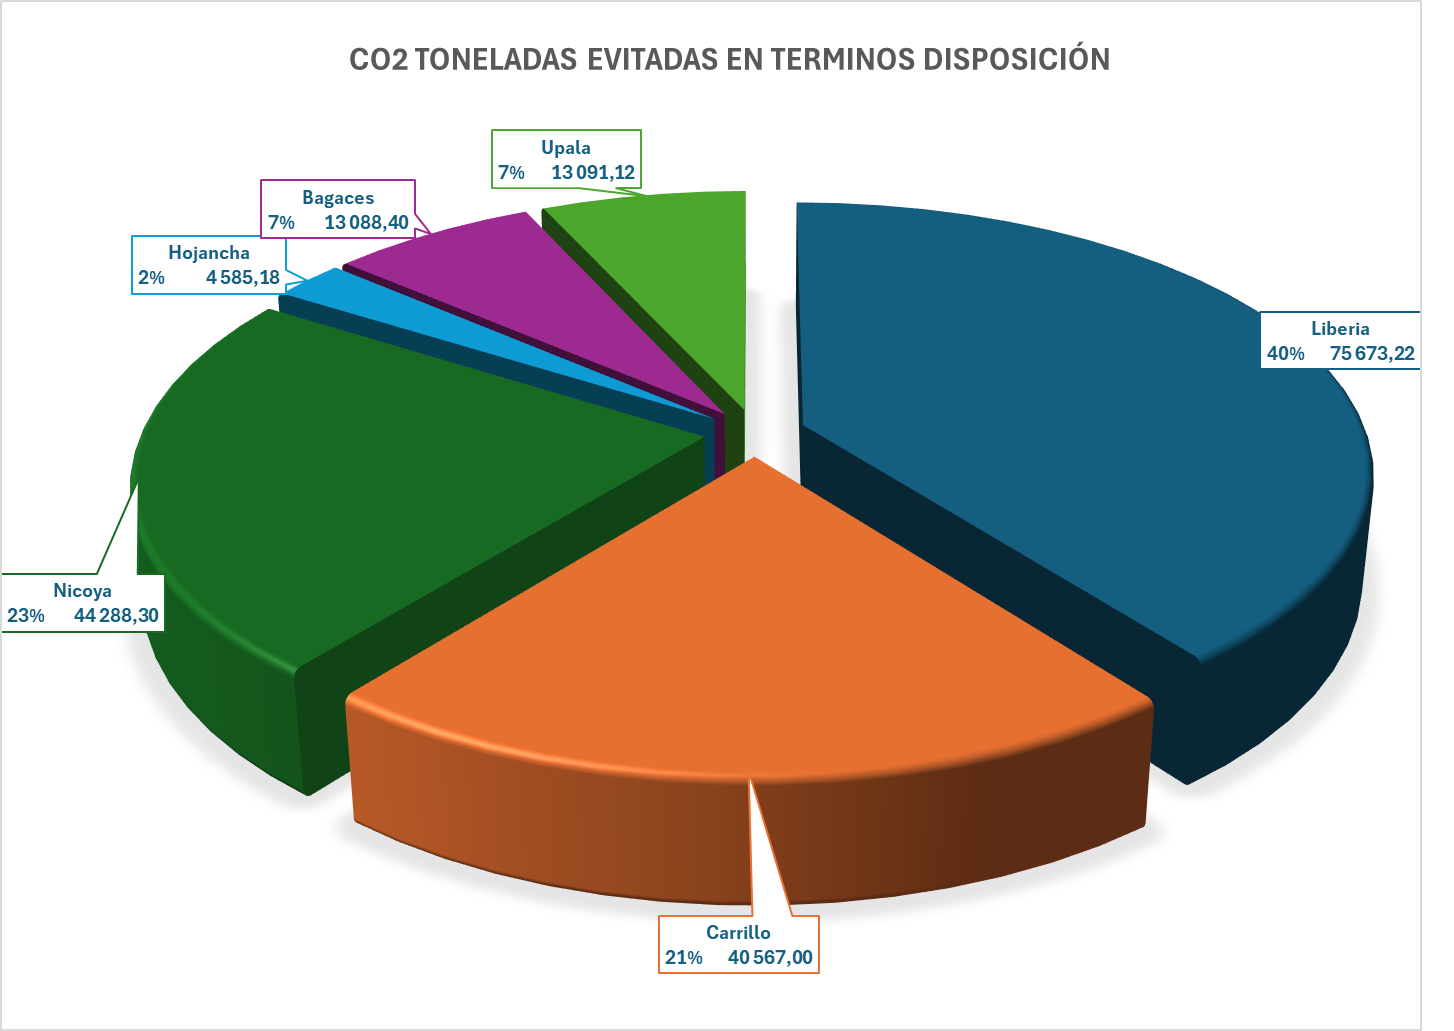 CO2 TONELADAS EVITADAS EN TERMINOS DISPOSICIÓN
Upala
7% 13 091,12
Bagaces
7% 13 088,40
Hojancha
2% 4 585,18
Liberia
40% 75 673,22
Nicoya
23% 44 288,30
Carrillo
21% 40 567,00